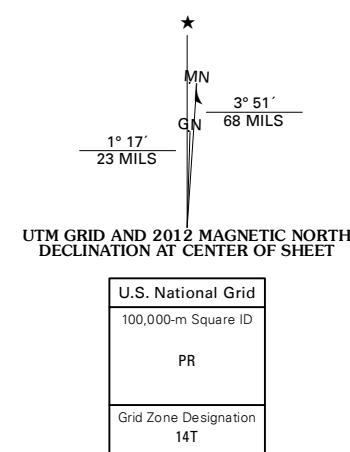 ★
MN
3° 51´
68 MILS
GN
1° 17´
23 MILS
UTM GRID AND 2012 MAGNETIC NORTH
DECLINATION AT CENTER OF SHEET
U.S. National Grid
100,000-m Square ID
PR
Grid Zone Designation
14T